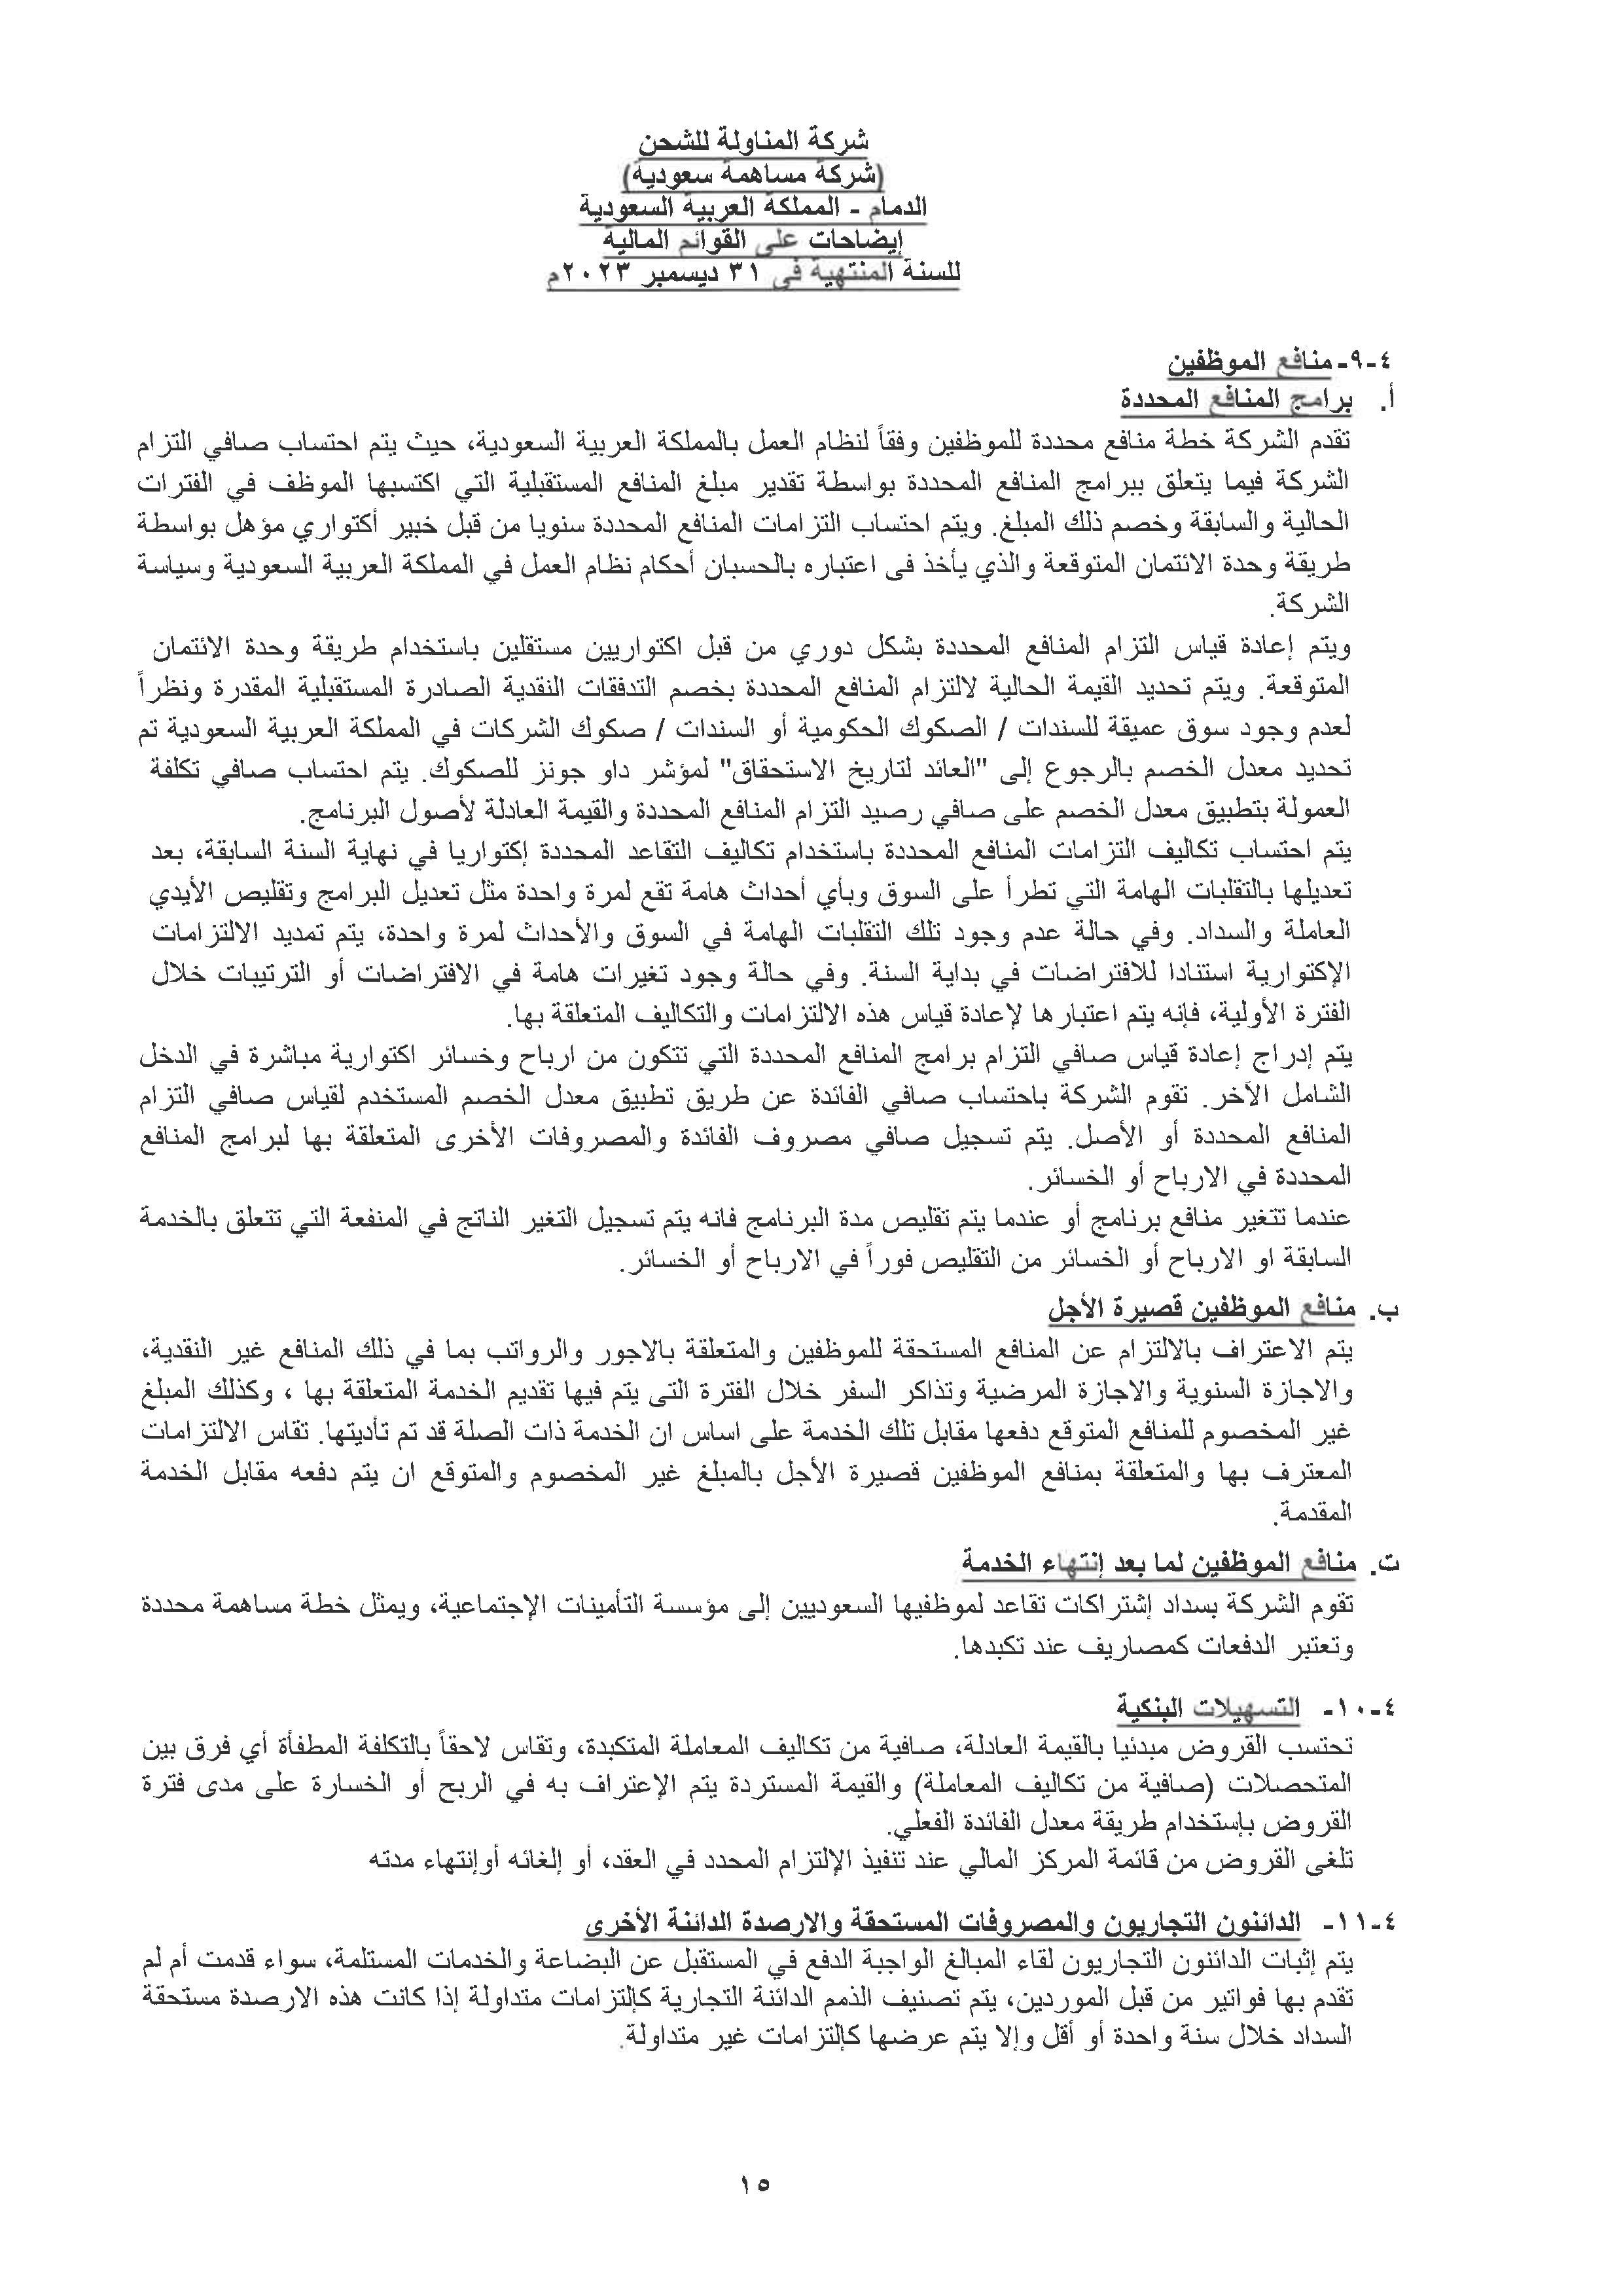 شركة المناولة للشحن
(شركة مساهمة سعودية)
الدمام - المملكة العربية السعودية
إيضاحات على القوائم المالية
للسنة المنتهية في ٣١ ديسمبر ٢٠٢٣م
٤-٩- منافع الموظفين
أ. برامج المنافع المحددة
تقدم الشركة خطة منافع محددة للموظفين وفقاً لنظام العمل بالمملكة العربية السعودية، حيث يتم احتساب صافي التزام
الشركة فيما يتعلق ببرامج المنافع المحددة بواسطة تقدير مبلغ المنافع المستقبلية التي اكتسبها الموظف في الفترات
الحالية والسابقة وخصم ذلك المبلغ. ويتم احتساب التزامات المنافع المحددة سنويا من قبل خبير أكتواري مؤهل بواسطة
طريقة وحدة الائتمان المتوقعة والذي يأخذ فى اعتباره بالحسبان أحكام نظام العمل في المملكة العربية السعودية وسياسة
الشركة.
ويتم إعادة قياس التزام المنافع المحددة بشكل دوري من قبل اكتواريين مستقلين باستخدام طريقة وحدة الائتمان
المتوقعة. ويتم تحديد القيمة الحالية لالتزام المنافع المحددة بخصم التدفقات النقدية الصادرة المستقبلية المقدرة ونظراً
لعدم وجود سوق عميقة للسندات / الصكوك الحكومية أو السندات / صكوك الشركات في المملكة العربية السعودية تم
تحديد معدل الخصم بالرجوع إلى "العائد لتاريخ الاستحقاق" لمؤشر داو جونز للصكوك. يتم احتساب صافي تكلفة
العمولة بتطبيق معدل الخصم على صافي رصيد التزام المنافع المحددة والقيمة العادلة لأصول البرنامج.
يتم احتساب تكاليف التزامات المنافع المحددة باستخدام تكاليف التقاعد المحددة إكتواريا في نهاية السنة السابقة، بعد
تعديلها بالتقلبات الهامة التي تطرأ على السوق وبأي أحداث هامة تقع لمرة واحدة مثل تعديل البرامج وتقليص الأيدي
العاملة والسداد. وفي حالة عدم وجود تلك التقلبات الهامة في السوق والأحداث لمرة واحدة، يتم تمديد الالتزامات
الإكتوارية استنادا للافتراضات في بداية السنة. وفي حالة وجود تغيرات هامة في الافتراضات أو الترتيبات خلال
الفترة الأولية، فإنه يتم اعتبارها لإعادة قياس هذه الالتزامات والتكاليف المتعلقة بها.
يتم إدراج إعادة قياس صافي التزام برامج المنافع المحددة التي تتكون من ارباح وخسائر اكتوارية مباشرة في الدخل
الشامل الآخر. تقوم الشركة باحتساب صافي الفائدة عن طريق تطبيق معدل الخصم المستخدم لقياس صافي التزام
المنافع المحددة أو الأصل. يتم تسجيل صافي مصروف الفائدة والمصروفات الأخرى المتعلقة بها لبرامج المنافع
المحددة في الارباح أو الخسائر.
عندما تتغير منافع برنامج أو عندما يتم تقليص مدة البرنامج فانه يتم تسجيل التغير الناتج في المنفعة التي تتعلق بالخدمة
السابقة او الارباح أو الخسائر من التقليص فوراً في الارباح أو الخسائر.
ب. منافع الموظفين قصيرة الأجل
يتم الاعتراف بالالتزام عن المنافع المستحقة للموظفين والمتعلقة بالاجور والرواتب بما في ذلك المنافع غير النقدية،
والاجازة السنوية والاجازة المرضية وتذاكر السفر خلال الفترة التى يتم فيها تقديم الخدمة المتعلقة بها ، وكذلك المبلغ
غير المخصوم للمنافع المتوقع دفعها مقابل تلك الخدمة على اساس ان الخدمة ذات الصلة قد تم تأديتها. تقاس الالتزامات
المعترف بها والمتعلقة بمنافع الموظفين قصيرة الأجل بالمبلغ غير المخصوم والمتوقع ان يتم دفعه مقابل الخدمة
المقدمة.
ت. منافع الموظفين لما بعد إنتهاء الخدمة
تقوم الشركة بسداد إشتراكات تقاعد لموظفيها السعوديين إلى مؤسسة التأمينات الإجتماعية، ويمثل خطة مساهمة محددة
وتعتبر الدفعات كمصاريف عند تكبدها.
٤-١٠- التسهيلات البنكية
تحتسب القروض مبدئيا بالقيمة العادلة، صافية من تكاليف المعاملة المتكبدة، وتقاس لاحقاً بالتكلفة المطفأة أي فرق بين
المتحصلات (صافية من تكاليف المعاملة) والقيمة المستردة يتم الإعتراف به في الربح أو الخسارة على مدى فترة
القروض بإستخدام طريقة معدل الفائدة الفعلي.
تلغى القروض من قائمة المركز المالي عند تنفيذ الإلتزام المحدد في العقد، أو إلغائه أوإنتهاء مدته
٤-١١- الدائنون التجاريون والمصروفات المستحقة والارصدة الدائنة الأخرى
يتم إثبات الدائنون التجاريون لقاء المبالغ الواجبة الدفع في المستقبل عن البضاعة والخدمات المستلمة، سواء قدمت أم لم
تقدم بها فواتير من قبل الموردين، يتم تصنيف الذمم الدائنة التجارية كإلتزامات متداولة إذا كانت هذه الارصدة مستحقة
السداد خلال سنة واحدة أو أقل وإلا يتم عرضها كإلتزامات غير متداولة.
١٥